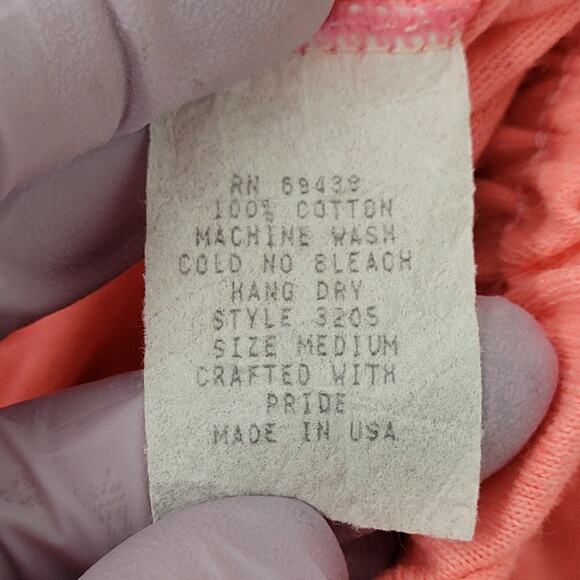 RN 69439
100% COTTON
MACHINE WASH
COLD NO BLEACH
HANG DRY
STYLE 3205
SIZE MEDIUM
CRAFTED WITH
PRIDE
MADE IN USA